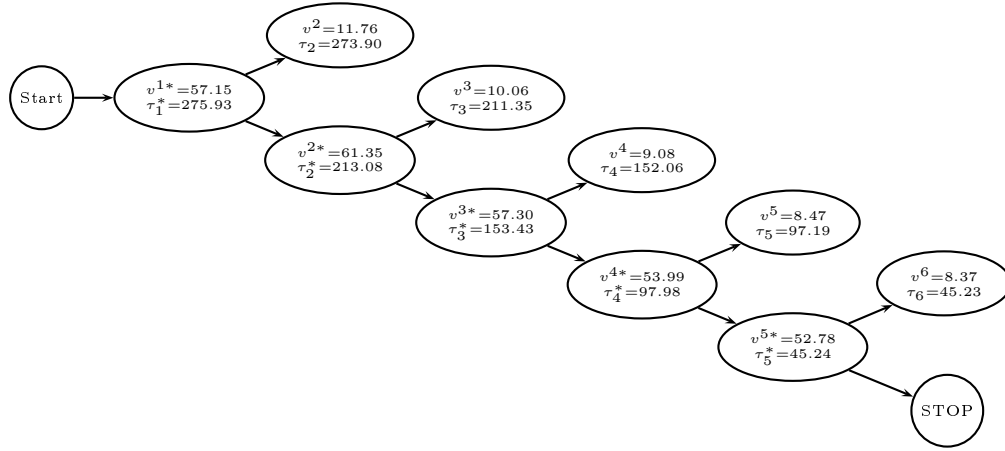 v^2=11.76
τ_2=273.90
Start
v^{1*}=57.15
τ_1^*=275.93
v^3=10.06
τ_3=211.35
v^{2*}=61.35
τ_2^*=213.08
v^4=9.08
τ_4=152.06
v^{3*}=57.30
τ_3^*=153.43
v^5=8.47
τ_5=97.19
v^{4*}=53.99
τ_4^*=97.98
v^6=8.37
τ_6=45.23
v^{5*}=52.78
τ_5^*=45.24
STOP